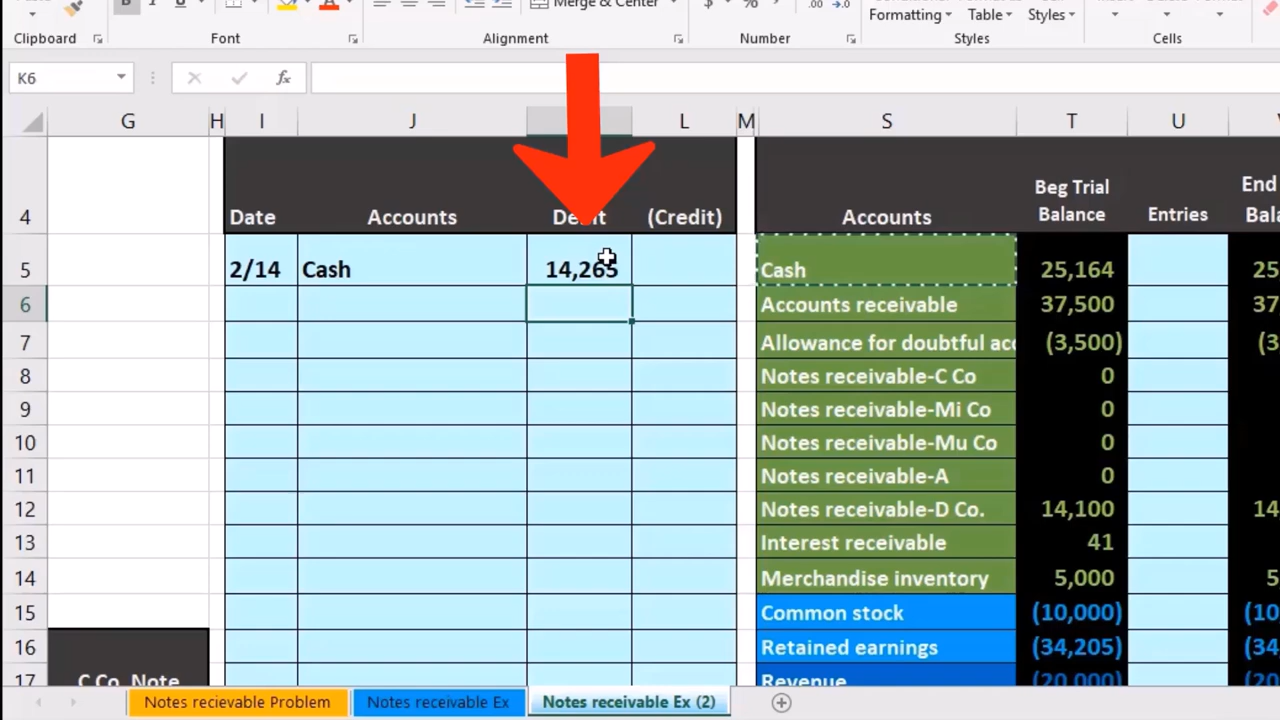 Merge & Center
$ % ,
Formatting Table Styles
Clipboard Font Alignment Number Styles Cells
K6 fx
G H I J L M S T U
4 Date Accounts (Credit) Accounts Beg Trial Balance Entries End
5 2/14 Cash 14,265 Cash 25,164 25
6 Accounts receivable 37,500 37
7 Allowance for doubtful acc (3,500) (3
8 Notes receivable-C Co 0
9 Notes receivable-Mi Co 0
10 Notes receivable-Mu Co 0
11 Notes receivable-A 0
12 Notes receivable-D Co. 14,100 14
13 Interest receivable 41
14 Merchandise inventory 5,000 5
15 Common stock (10,000) (10
16 Retained earnings (34,205) (34
17 C Co. Note Revenue (20,000)
Notes recievable Problem Notes receivable Ex Notes receivable Ex (2)